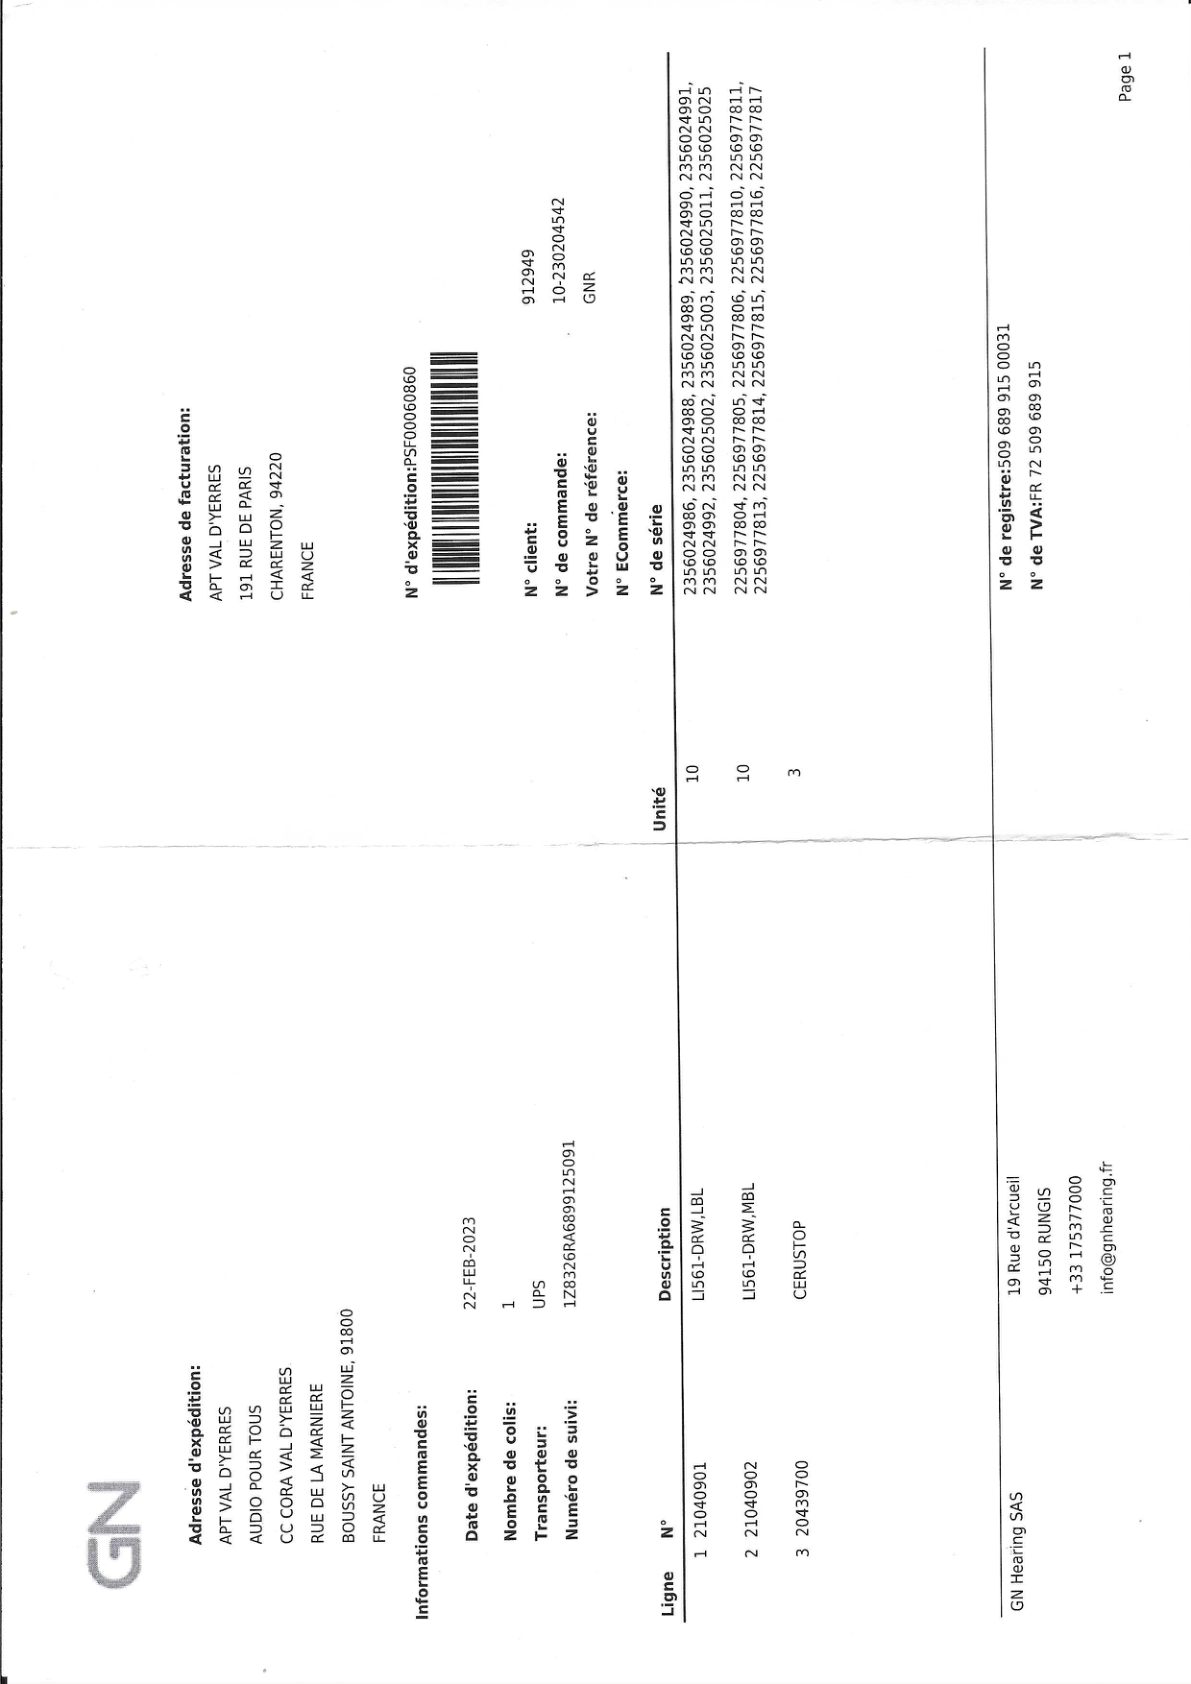 GN
Adresse d'expédition:
APT VAL D'YERRES
AUDIO POUR TOUS
CC CORA VAL D'YERRES
RUE DE LA MARNIERE
BOUSSY SAINT ANTOINE, 91800
FRANCE
Adresse de facturation:
APT VAL D'YERRES
191 RUE DE PARIS
CHARENTON, 94220
FRANCE
Informations commandes:
Date d'expédition: 22-FEB-2023
Nombre de colis: 1
Transporteur: UPS
Numéro de suivi: 1Z8326RA6899125091
N° d'expédition:PSF00060860
N° client: 912949
N° de commande: 10-230204542
Votre N° de référence: GNR
N° ECommerce:
Ligne N° Description Unité N° de série
1 21040901 LI561-DRW,LBL 10 2356024986, 2356024988, 2356024989, 2356024990, 2356024991,
2356024992, 2356025002, 2356025003, 2356025011, 2356025025
2 21040902 LI561-DRW,MBL 10 2256977804, 2256977805, 2256977806, 2256977810, 2256977811,
2256977813, 2256977814, 2256977815, 2256977816, 2256977817
3 20439700 CERUSTOP 3
GN Hearing SAS
19 Rue d'Arcueil
94150 RUNGIS
+33 175377000
info@gnhearing.fr
N° de registre:509 689 915 00031
N° de TVA:FR 72 509 689 915
Page 1